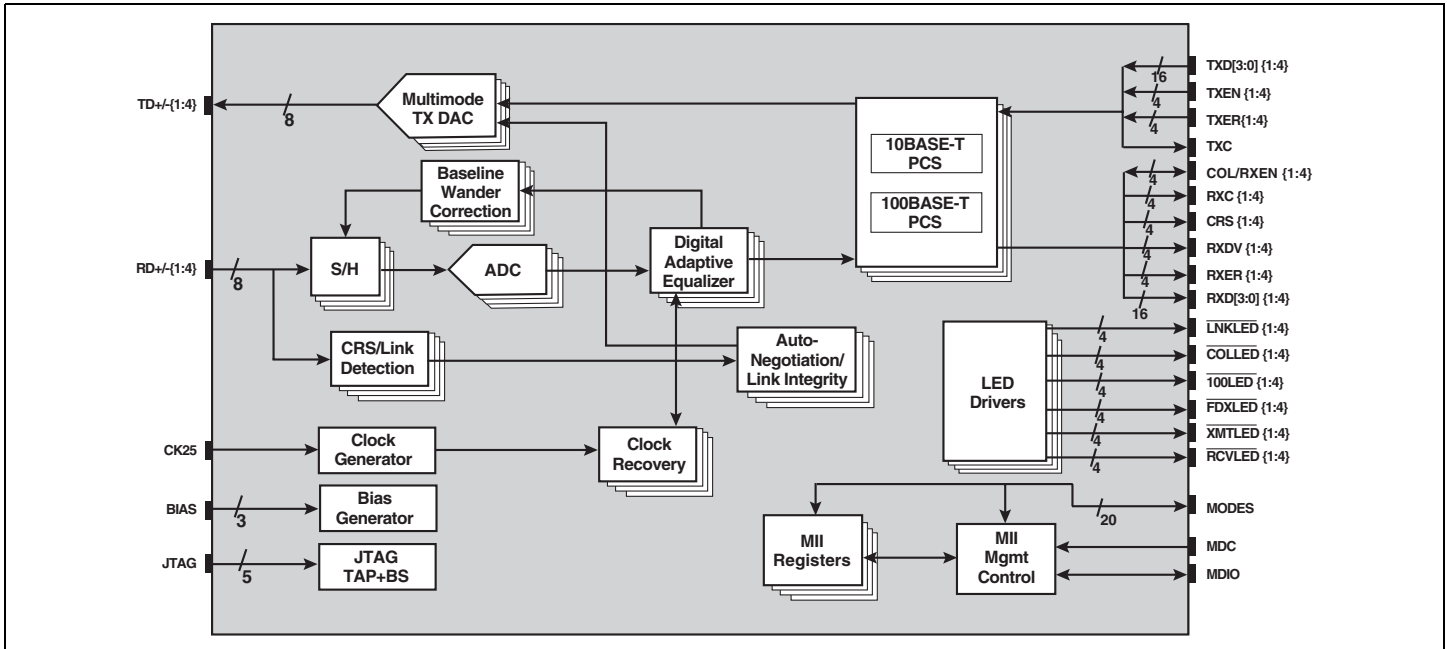 TD+/-{1:4}
8
Multimode
TX DAC
10BASE-T
PCS
100BASE-T
PCS
Baseline
Wander
Correction
RD+/-{1:4}
8
S/H
ADC
Digital
Adaptive
Equalizer
CRS/Link
Detection
Auto-
Negotiation/
Link Integrity
CK25
Clock
Generator
Clock
Recovery
BIAS
3
Bias
Generator
JTAG
5
JTAG
TAP+BS
MII
Registers
MII
Mgmt
Control
LED
Drivers
TXD[3:0] {1:4}
16
TXEN {1:4}
4
TXER{1:4}
4
TXC
COL/RXEN {1:4}
4
RXC {1:4}
4
CRS {1:4}
4
RXDV {1:4}
4
RXER {1:4}
4
RXD[3:0] {1:4}
16
LNKLED {1:4}
4
COLLED {1:4}
4
100LED {1:4}
4
FDXLED {1:4}
4
XMTLED {1:4}
4
RCVLED {1:4}
4
MODES
20
MDC
MDIO